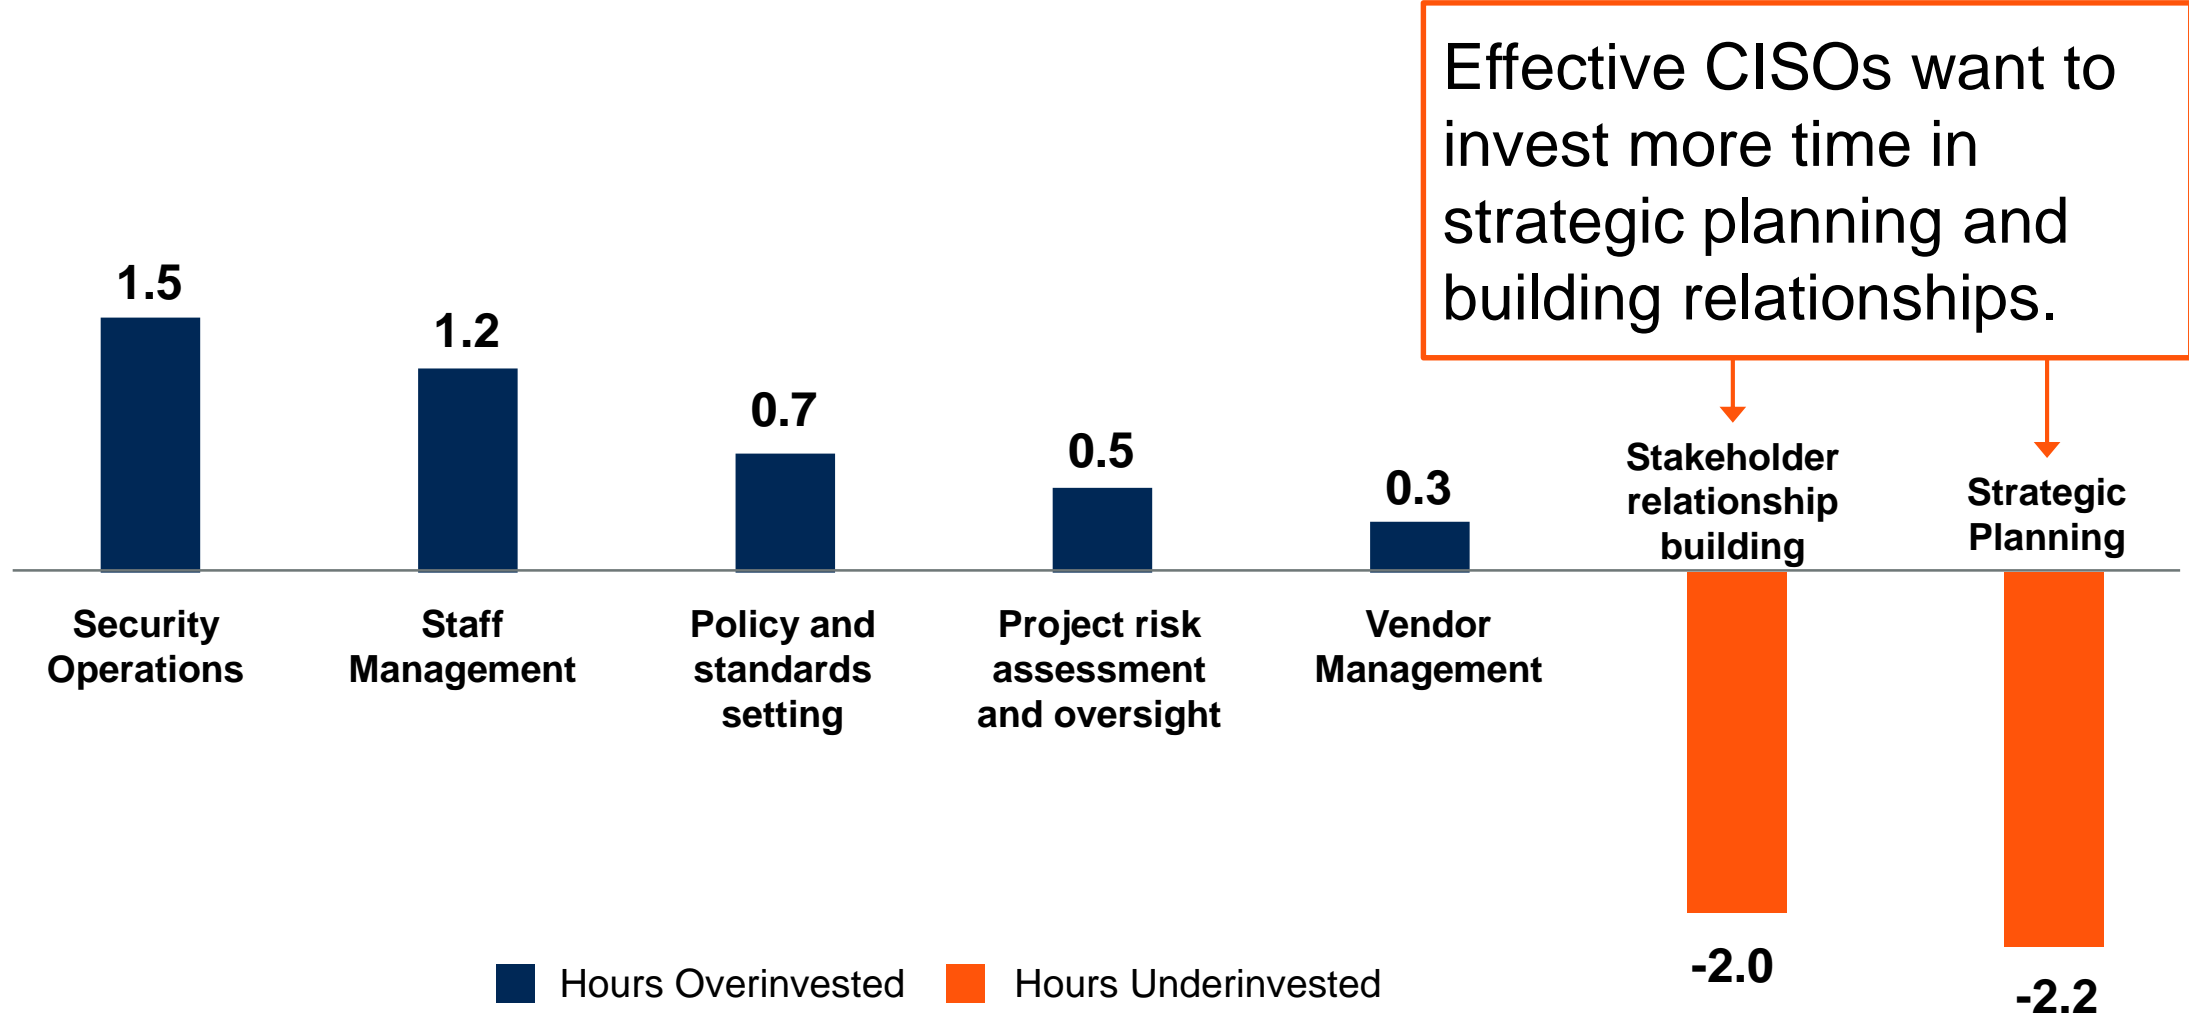 Effective CISOs want to
invest more time in
strategic planning and
building relationships.
1.5
1.2
0.7
0.5
0.3
Stakeholder
relationship
building
Strategic
Planning
Security
Operations
Staff
Management
Policy and
standards
setting
Project risk
assessment
and oversight
Vendor
Management
-2.0
-2.2
Hours Overinvested
Hours Underinvested